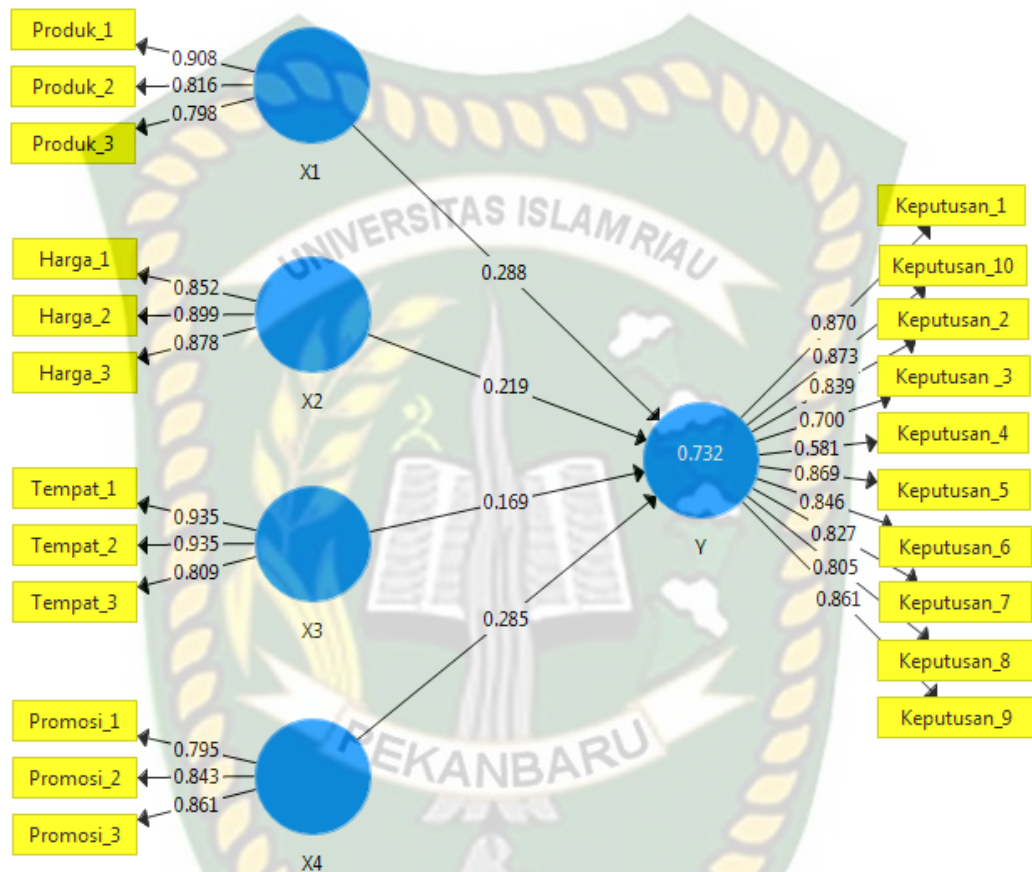 Produk_1
Produk_2
Produk_3
0.908
0.816
0.798
X1
Harga_1
Harga_2
Harga_3
0.852
0.899
0.878
X2
Tempat_1
Tempat_2
Tempat_3
0.935
0.935
0.809
X3
Promosi_1
Promosi_2
Promosi_3
0.795
0.843
0.861
X4
UNIVERSITAS ISLAM RIAU
0.288
0.219
0.169
0.285
PEKANBARU
0.732
Y
0.870
0.873
0.839
0.700
0.581
0.869
0.846
0.827
0.805
0.861
Keputusan_1
Keputusan_10
Keputusan_2
Keputusan _3
Keputusan_4
Keputusan_5
Keputusan_6
Keputusan_7
Keputusan_8
Keputusan_9